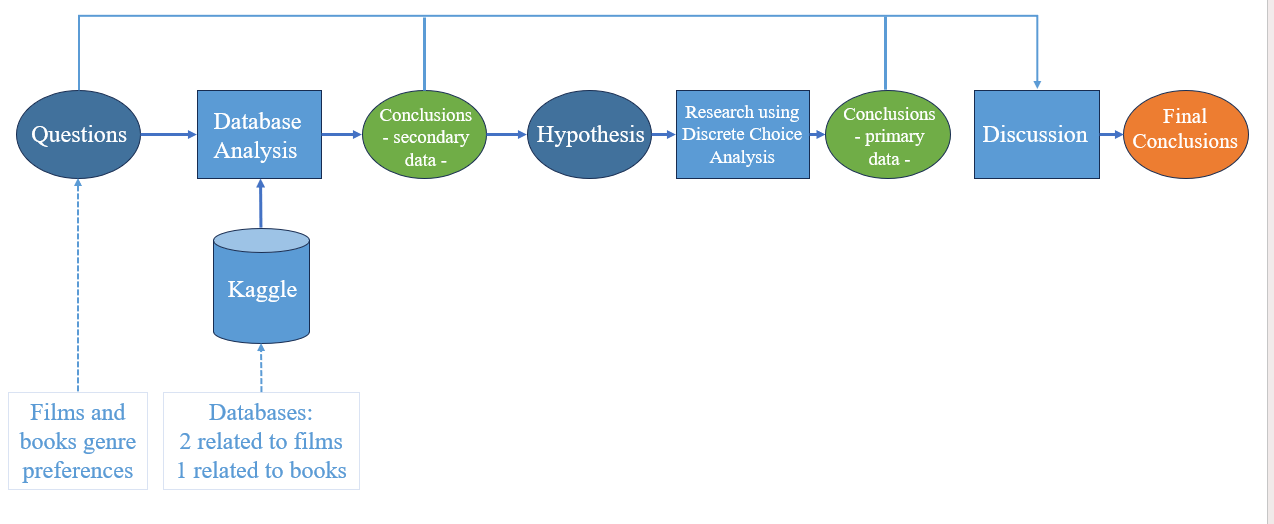 Questions
Database
Analysis
Conclusions
- secondary
data -
Hypothesis
Research using
Discrete Choice
Analysis
Conclusions
- primary
data -
Discussion
Final
Conclusions
Kaggle
Films and
books genre
preferences
Databases:
2 related to films
1 related to books